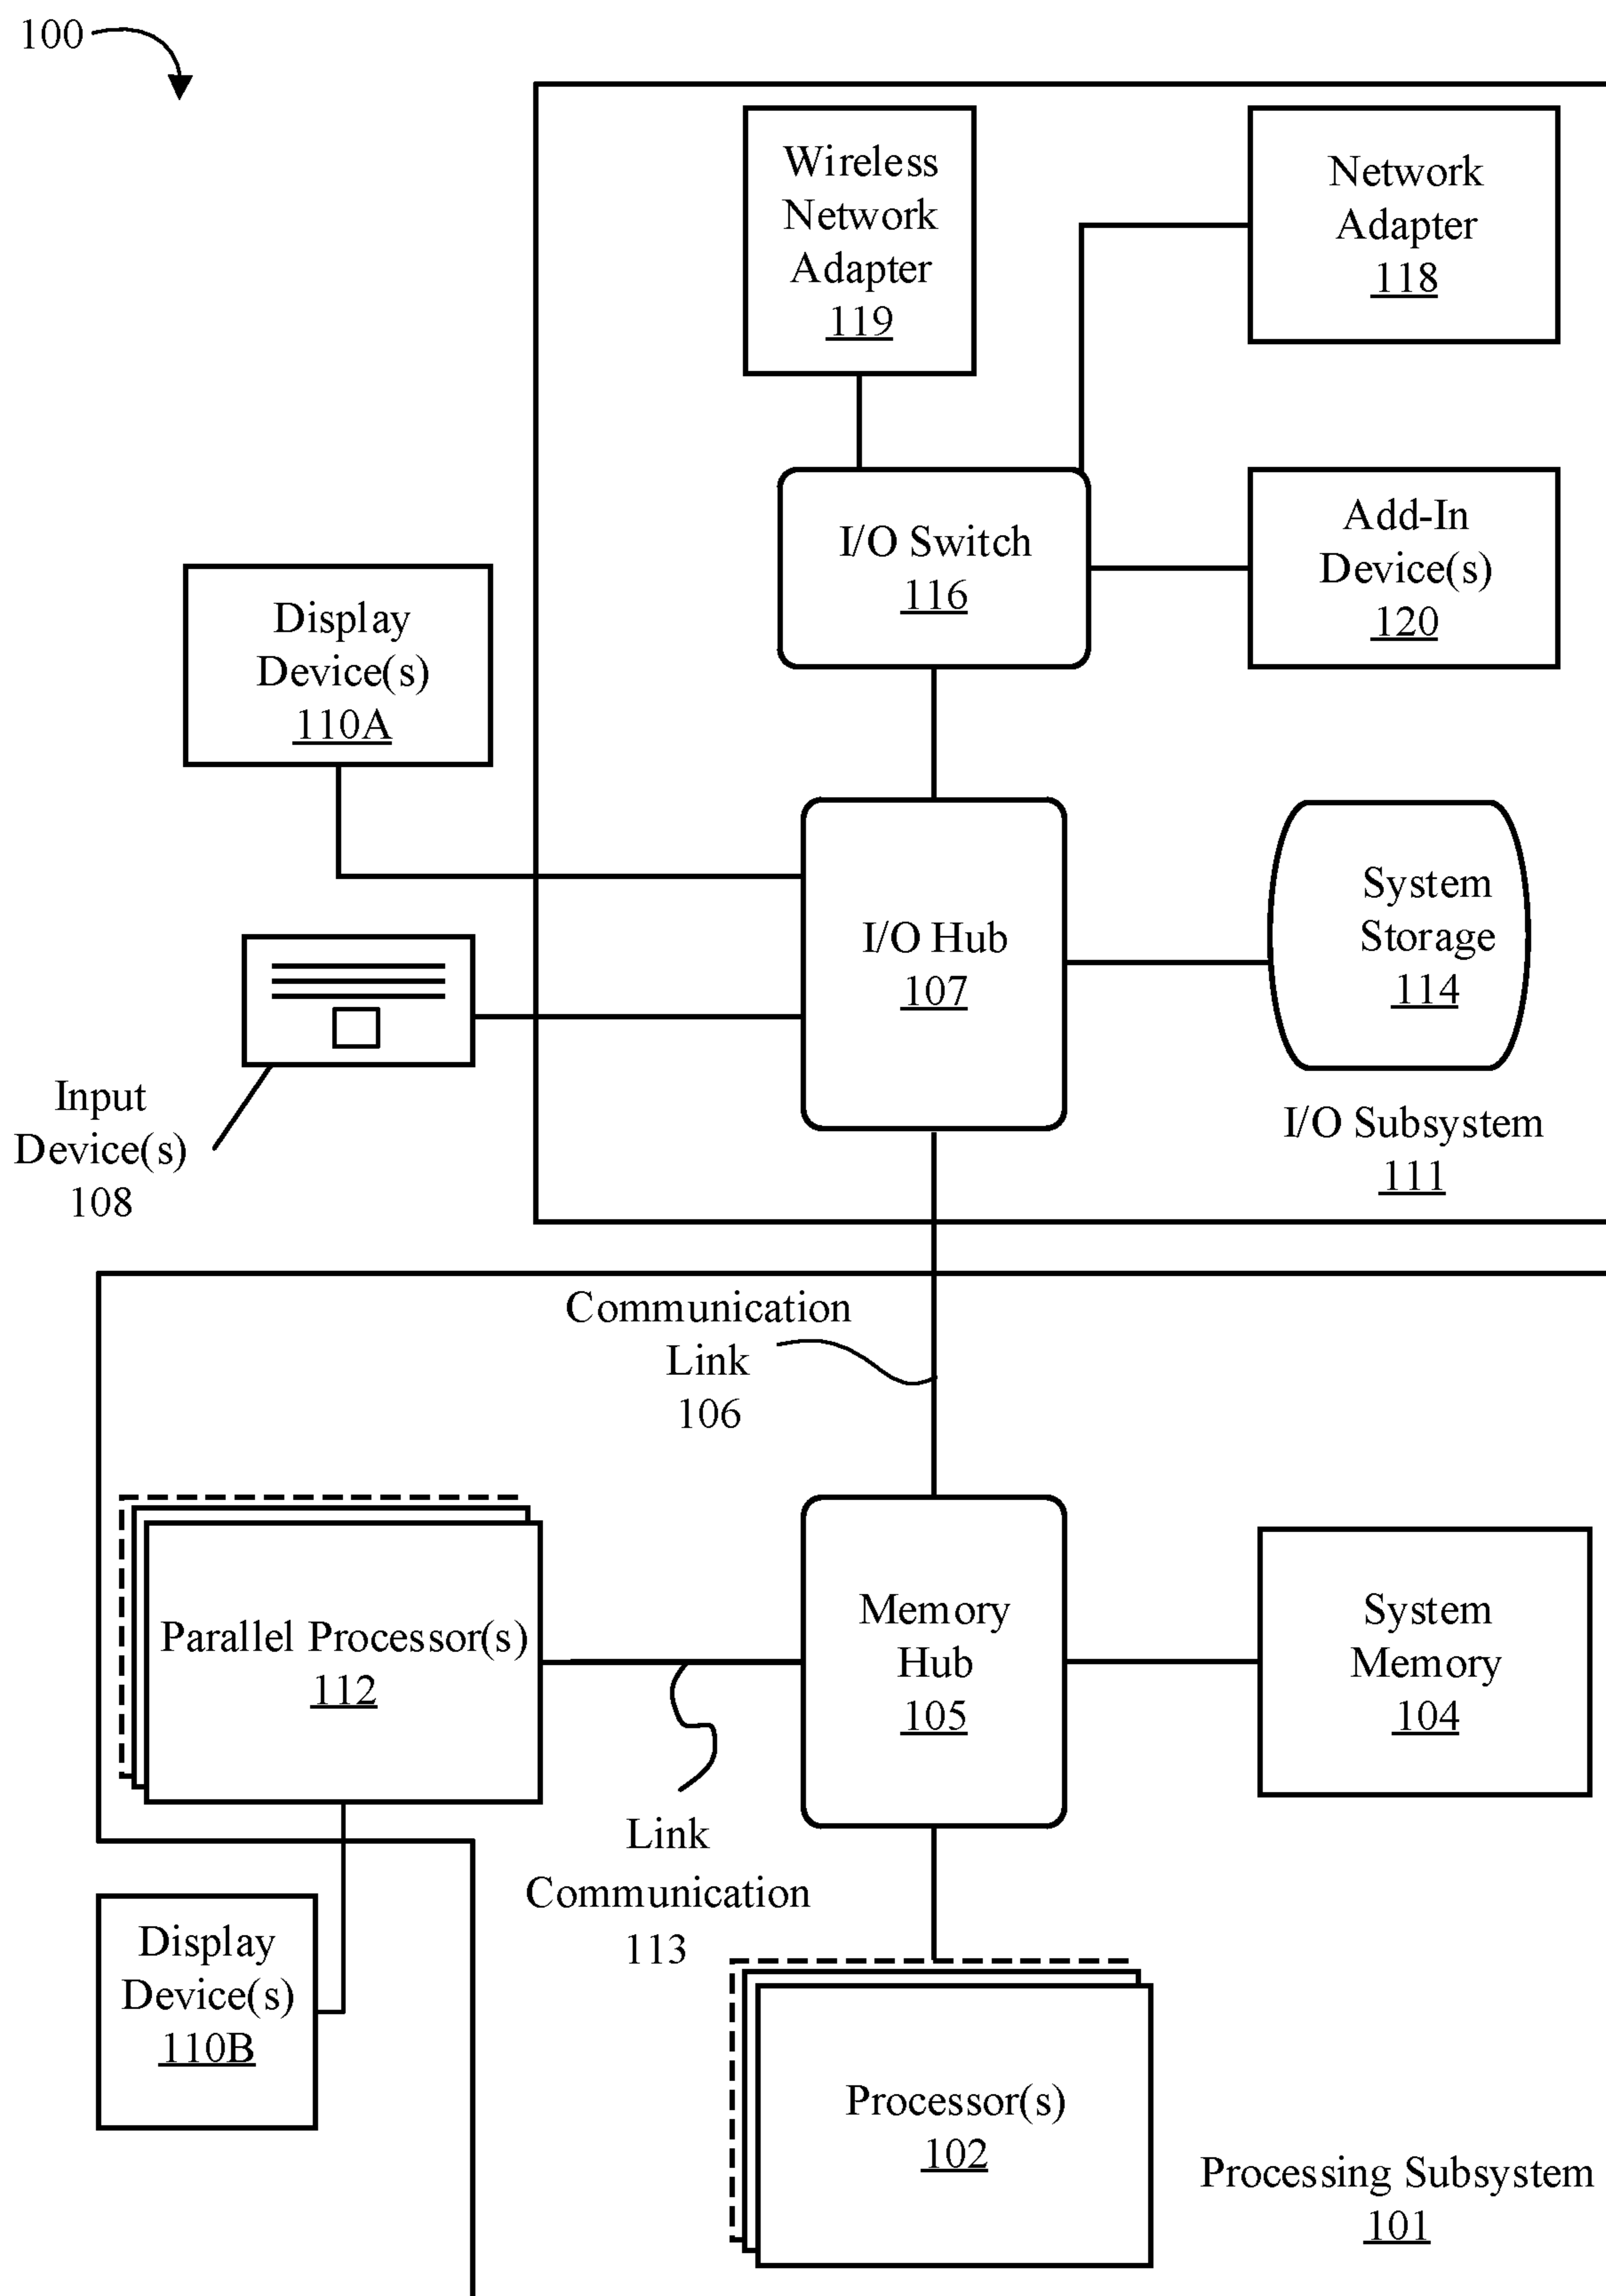 100
Wireless
Network
Adapter
119
Network
Adapter
118
I/O Switch
116
Add-In
Device(s)
120
Display
Device(s)
110A
I/O Hub
107
System
Storage
114
Input
Device(s)
108
I/O Subsystem
111
Communication
Link
106
Parallel Processor(s)
112
Memory
Hub
105
System
Memory
104
Link
Communication
113
Display
Device(s)
110B
Processor(s)
102
Processing Subsystem
101